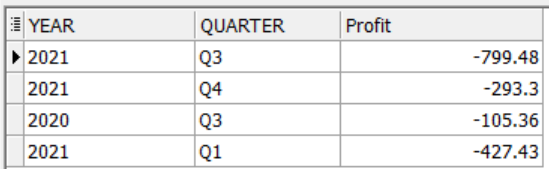 YEAR QUARTER Profit
2021 Q3 -799.48
2021 Q4 -293.3
2020 Q3 -105.36
2021 Q1 -427.43